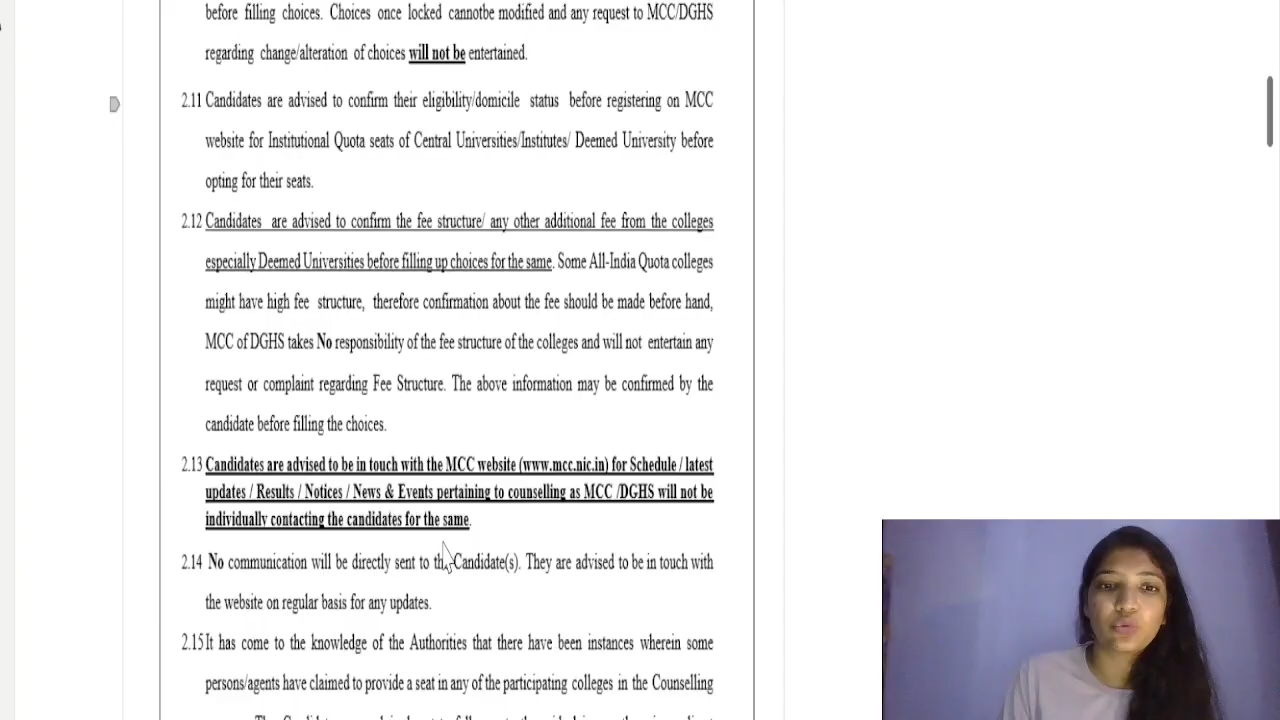 before filling choices. Choices once locked cannotbe modified and any request to MCC/DGHS
regarding change/alteration of choices will not be entertained.
2.11 Candidates are advised to confirm their eligibility/domicile status before registering on MCC
website for Institutional Quota seats of Central Universities/Institutes/ Deemed University before
opting for their seats.
2.12 Candidates are advised to confirm the fee structure/ any other additional fee from the colleges
especially Deemed Universities before filling up choices for the same. Some All-India Quota colleges
might have high fee structure, therefore confirmation about the fee should be made before hand,
MCC of DGHS takes No responsibility of the fee structure of the colleges and will not entertain any
request or complaint regarding Fee Structure. The above information may be confirmed by the
candidate before filling the choices.
2.13 Candidates are advised to be in touch with the MCC website (www.mcc.nic.in) for Schedule / latest
updates / Results / Notices / News & Events pertaining to counselling as MCC /DGHS will not be
individually contacting the candidates for the same.
2.14 No communication will be directly sent to the Candidate(s). They are advised to be in touch with
the website on regular basis for any updates.
2.15 It has come to the knowledge of the Authorities that there have been instances wherein some
persons/agents have claimed to provide a seat in any of the participating colleges in the Counselling